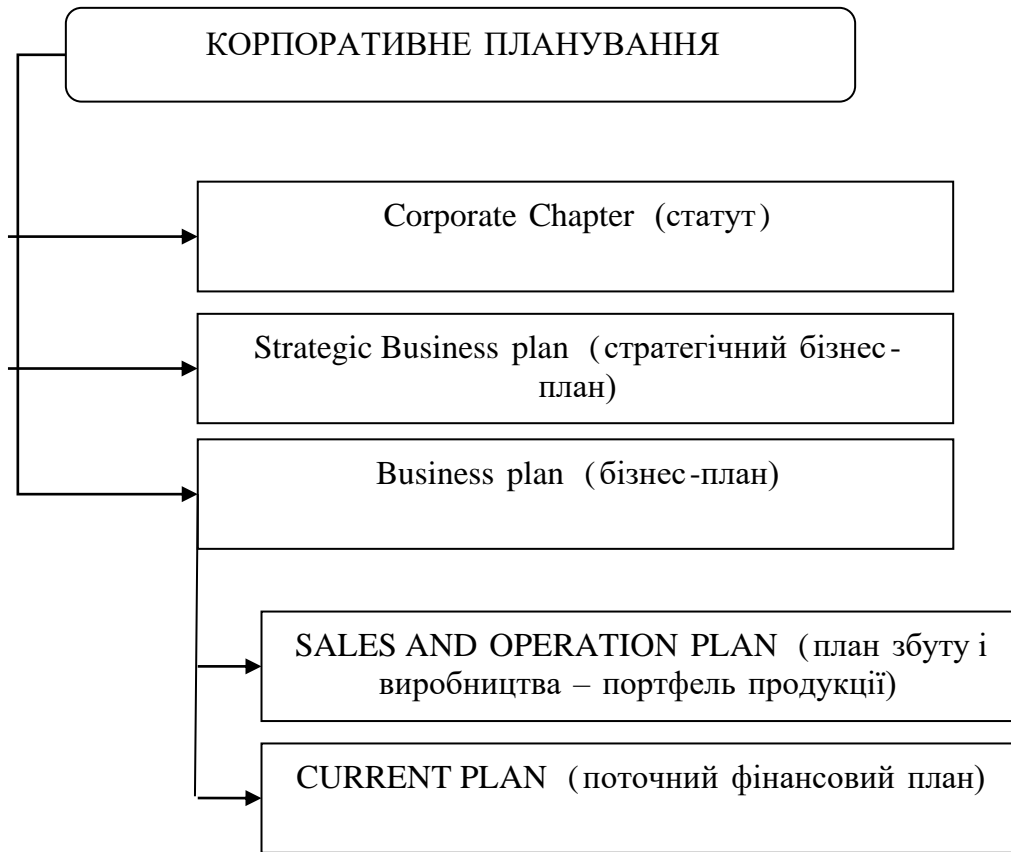 КОРПОРАТИВНЕ ПЛАНУВАННЯ
Corporate Chapter (статут)
Strategic Business plan (стратегічний бізнес-
план)
Business plan (бізнес-план)
SALES AND OPERATION PLAN (план збуту і
виробництва – портфель продукції)
CURRENT PLAN (поточний фінансовий план)